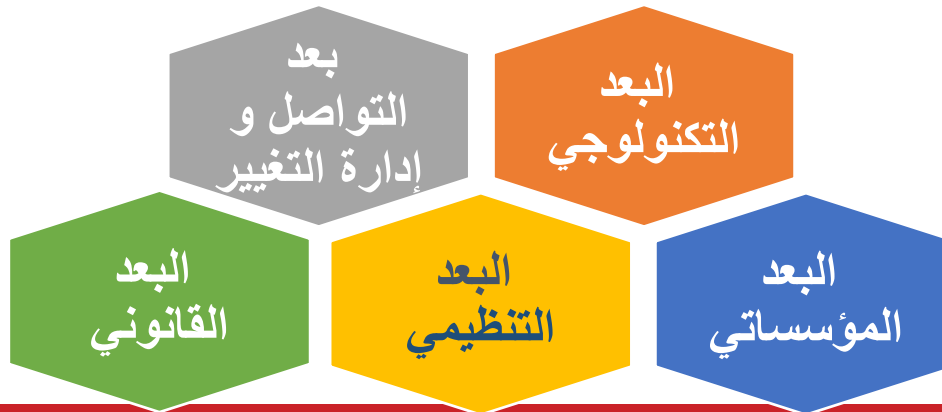 البعد
التكنولوجي
بعد
التواصل و
إدارة التغيير
البعد
المؤسساتي
البعد
التنظيمي
البعد
القانوني